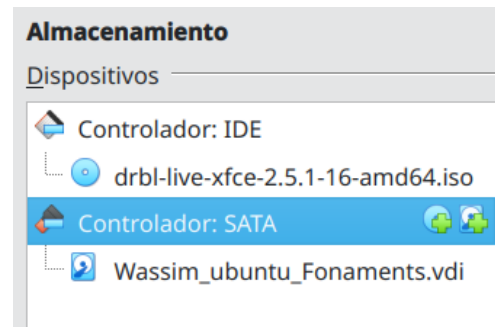 Almacenamiento
Dispositivos
Controlador: IDE
drbl-live-xfce-2.5.1-16-amd64.iso
Controlador: SATA
Wassim_ubuntu_Fonaments.vdi